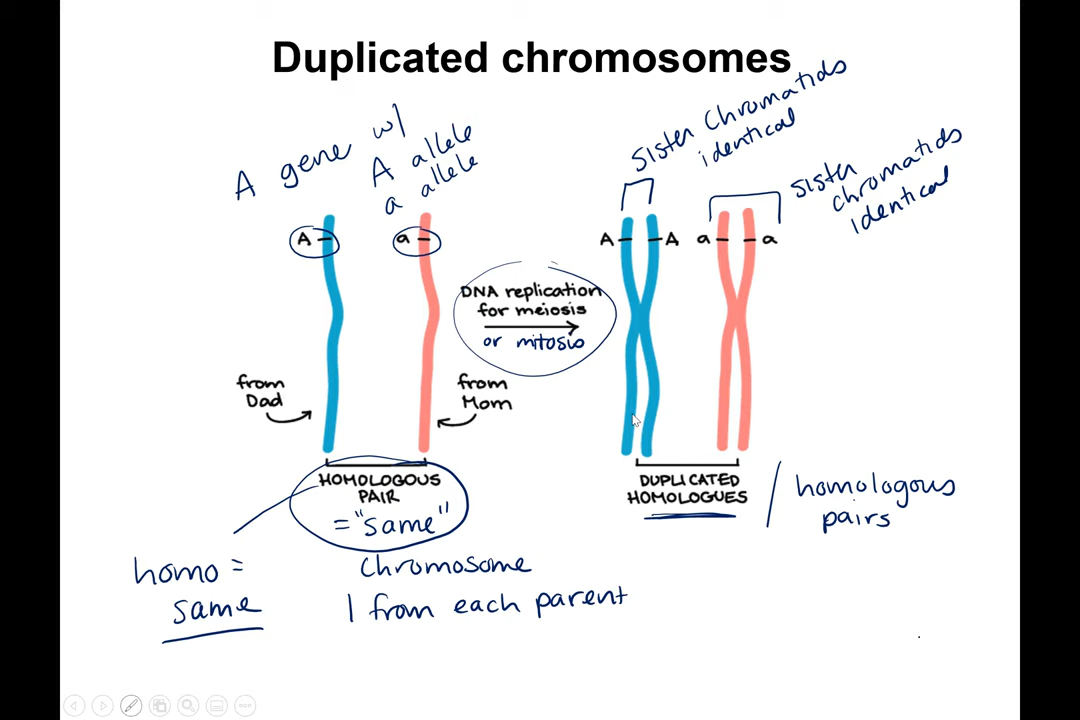 Duplicated chromosomes
A gene w/
A allele
a allele
Sister Chromatids
identical
Sister
chromatids
identical
A
a
A
A
a
a
DNA replication
for meiosis
or mitosis
from
Dad
from
Mom
HOMOLOGOUS
PAIR
= "same"
chromosome
1 from each parent
homo =
same
DUPLICATED
HOMOLOGUES
/ homologous
pairs